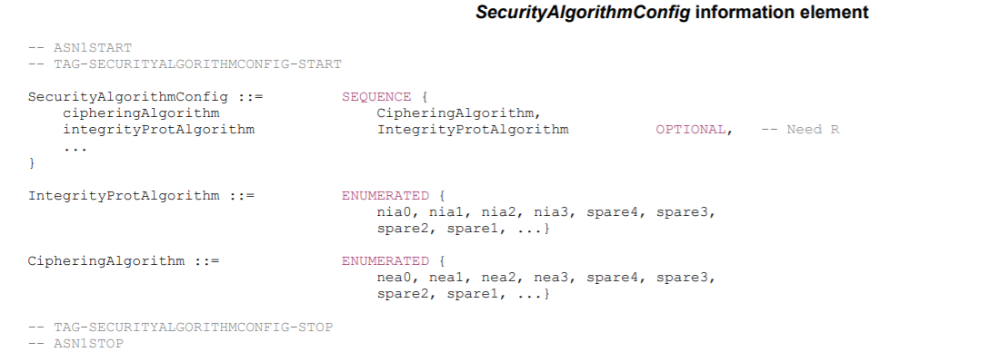 SecurityAlgorithmConfig information element
-- ASN1START
-- TAG-SECURITYALGORITHMCONFIG-START
SecurityAlgorithmConfig ::= SEQUENCE {
cipheringAlgorithm CipheringAlgorithm,
integrityProtAlgorithm IntegrityProtAlgorithm OPTIONAL, -- Need R
...
}
IntegrityProtAlgorithm ::= ENUMERATED {
nia0, nia1, nia2, nia3, spare4, spare3,
spare2, spare1, ...}
CipheringAlgorithm ::= ENUMERATED {
nea0, nea1, nea2, nea3, spare4, spare3,
spare2, spare1, ...}
-- TAG-SECURITYALGORITHMCONFIG-STOP
-- ASN1STOP